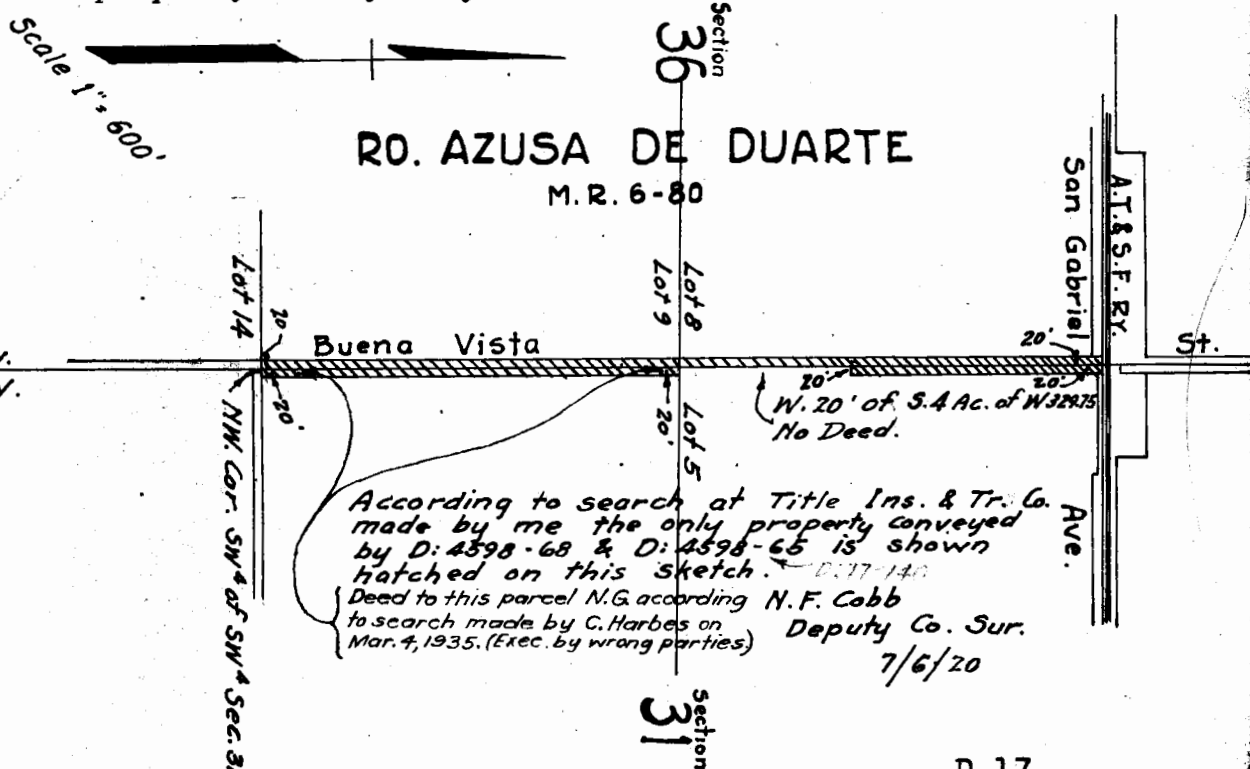 Scale 1" = 600'
Section
36
RO. AZUSA DE DUARTE
M.R. 6-80
San Gabriel
A.T.& S.F. RY.
Lot 14
Lot 9
Lot 8
20'
Buena Vista
20'
St.
20'
20'
20'
20'
W. 20' of S. 4 Ac. of W 329.75
No Deed.
NW. Cor. SW 4 of SW 4 Sec. 3
Lot 5
Ave.
According to search at Title Ins. & Tr. Co.
made by me the only property conveyed
by D: 4598-68 & D: 4598-65 is shown
hatched on this sketch.
N.F. Cobb
Deputy Co. Sur.
7/6/20
Deed to this parcel N.G. according
to search made by C. Harbes on
Mar. 4, 1935. (Exec. by wrong parties)
Section
31